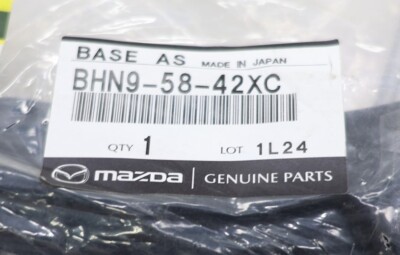 BASE AS MADE IN JAPAN
BHN9-58-42XC
QTY 1 LOT 1L24
mazda GENUINE PARTS